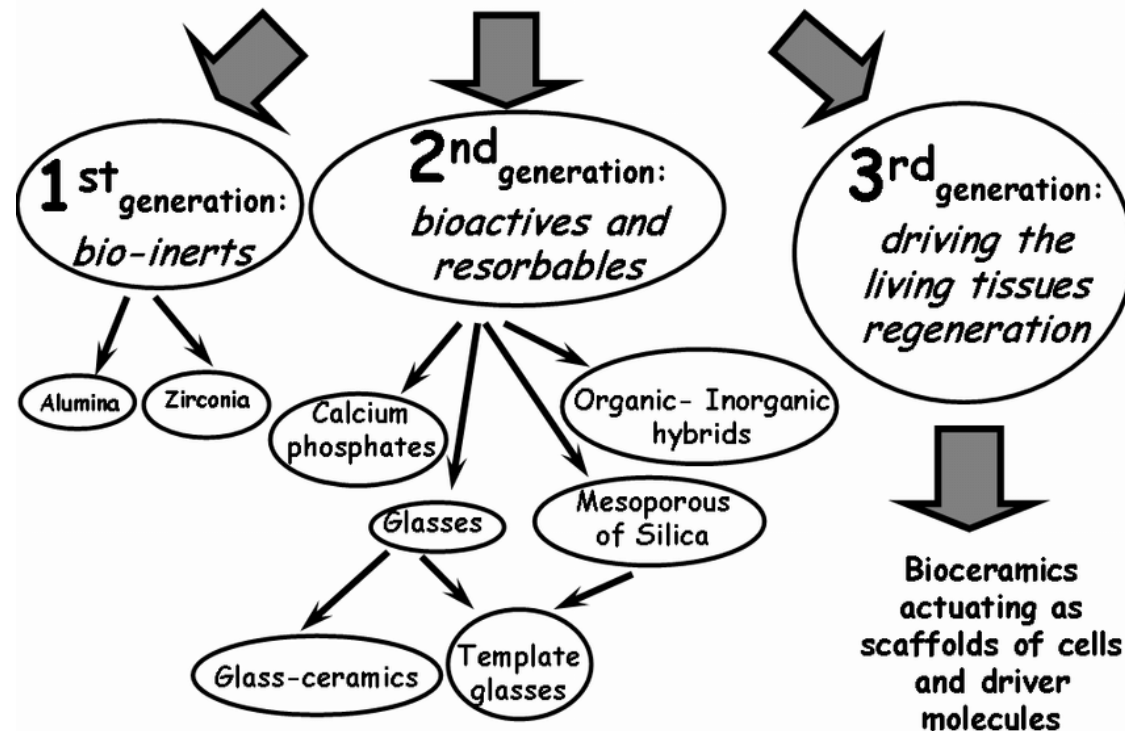 1st generation:
bio-inerts
2nd generation:
bioactives and
resorbables
3rd generation:
driving the
living tissues
regeneration
Alumina
Zirconia
Calcium
phosphates
Organic- Inorganic
hybrids
Glasses
Mesoporous
of Silica
Glass-ceramics
Template
glasses
Bioceramics
actuating as
scaffolds of cells
and driver
molecules